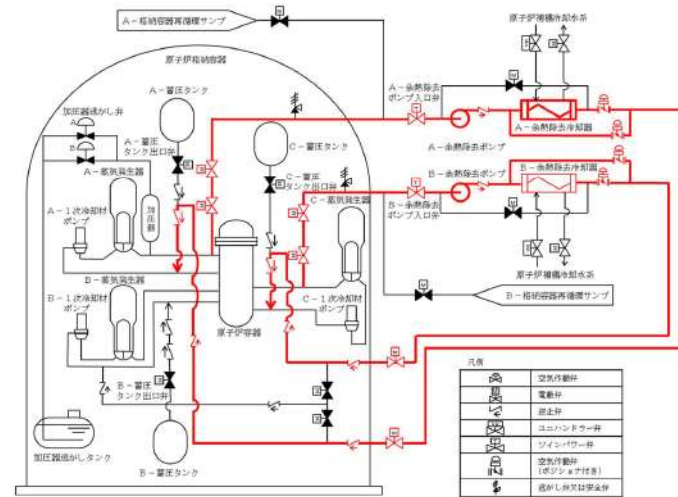 A－格納容器再循環サンプ
原子炉補機冷却水系
原子炉格納容器
A－蓄圧タンク
加圧器逃がし弁
A
B
A－蓄圧
タンク出口弁
C－蓄圧タンク
A－余熱除去
ポンプ入口弁
A－余熱除去冷却器
A－余熱除去ポンプ
B－余熱除去ポンプ
B－余熱除去冷却器
B－余熱除去
ポンプ入口弁
A－蒸気発生器
C－蓄圧
タンク出口弁
C－蒸気発生器
A－1次冷却材
ポンプ
加圧器
B－蒸気発生器
B－1次冷却材
ポンプ
C－1次冷却材
ポンプ
原子炉容器
原子炉補機冷却水系
B－格納容器再循環サンプ
B－蓄圧
タンク出口弁
B－蓄圧タンク
加圧器逃がしタンク
凡例
空気作動弁
電動弁
逆止弁
ユニハンドラー弁
ツインパワー弁
空気作動弁
(ポジショナ付き)
逃がし弁又は安全弁